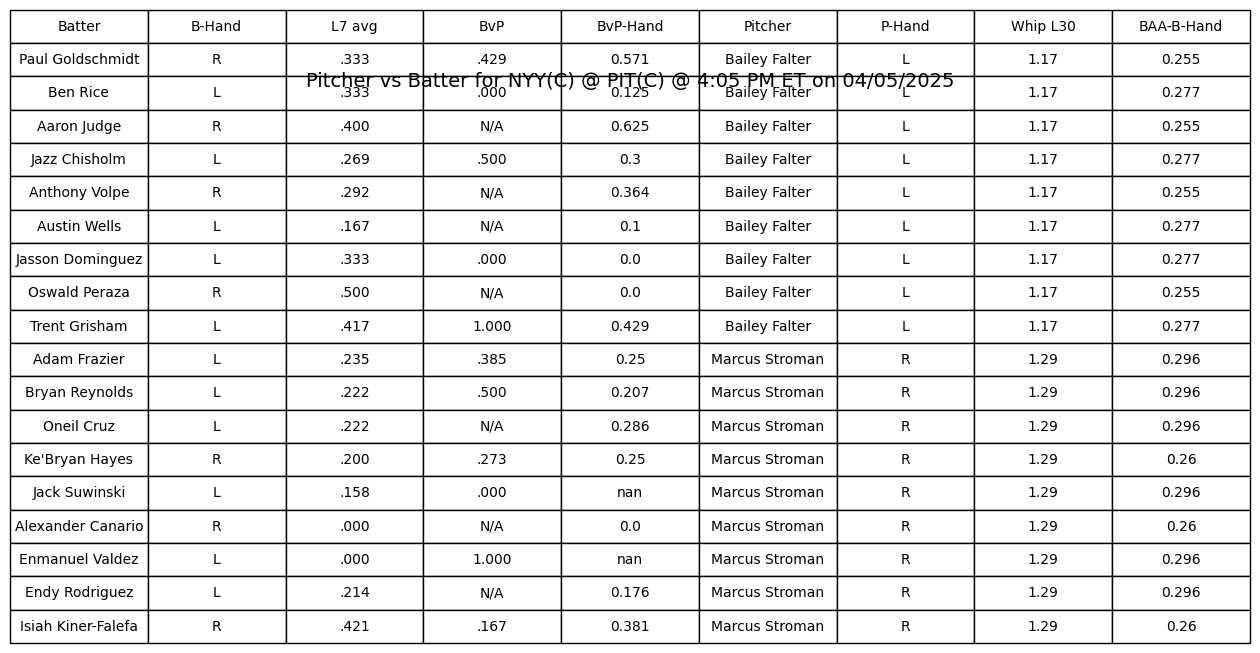 Batter B-Hand L7 avg BvP BvP-Hand Pitcher P-Hand Whip L30 BAA-B-Hand
Paul Goldschmidt R .333 .429 0.571 Bailey Falter L 1.17 0.255
Pitcher vs Batter for NYY(C) @ PIT(C) @ 4:05 PM ET on 04/05/2025
Ben Rice L .333 .000 0.125 Bailey Falter L 1.17 0.277
Aaron Judge R .400 N/A 0.625 Bailey Falter L 1.17 0.255
Jazz Chisholm L .269 .500 0.3 Bailey Falter L 1.17 0.277
Anthony Volpe R .292 N/A 0.364 Bailey Falter L 1.17 0.255
Austin Wells L .167 N/A 0.1 Bailey Falter L 1.17 0.277
Jasson Dominguez L .333 .000 0.0 Bailey Falter L 1.17 0.277
Oswald Peraza R .500 N/A 0.0 Bailey Falter L 1.17 0.255
Trent Grisham L .417 1.000 0.429 Bailey Falter L 1.17 0.277
Adam Frazier L .235 .385 0.25 Marcus Stroman R 1.29 0.296
Bryan Reynolds L .222 .500 0.207 Marcus Stroman R 1.29 0.296
Oneil Cruz L .222 N/A 0.286 Marcus Stroman R 1.29 0.296
Ke'Bryan Hayes R .200 .273 0.25 Marcus Stroman R 1.29 0.26
Jack Suwinski L .158 .000 nan Marcus Stroman R 1.29 0.296
Alexander Canario R .000 N/A 0.0 Marcus Stroman R 1.29 0.26
Enmanuel Valdez L .000 1.000 nan Marcus Stroman R 1.29 0.296
Endy Rodriguez L .214 N/A 0.176 Marcus Stroman R 1.29 0.296
Isiah Kiner-Falefa R .421 .167 0.381 Marcus Stroman R 1.29 0.26